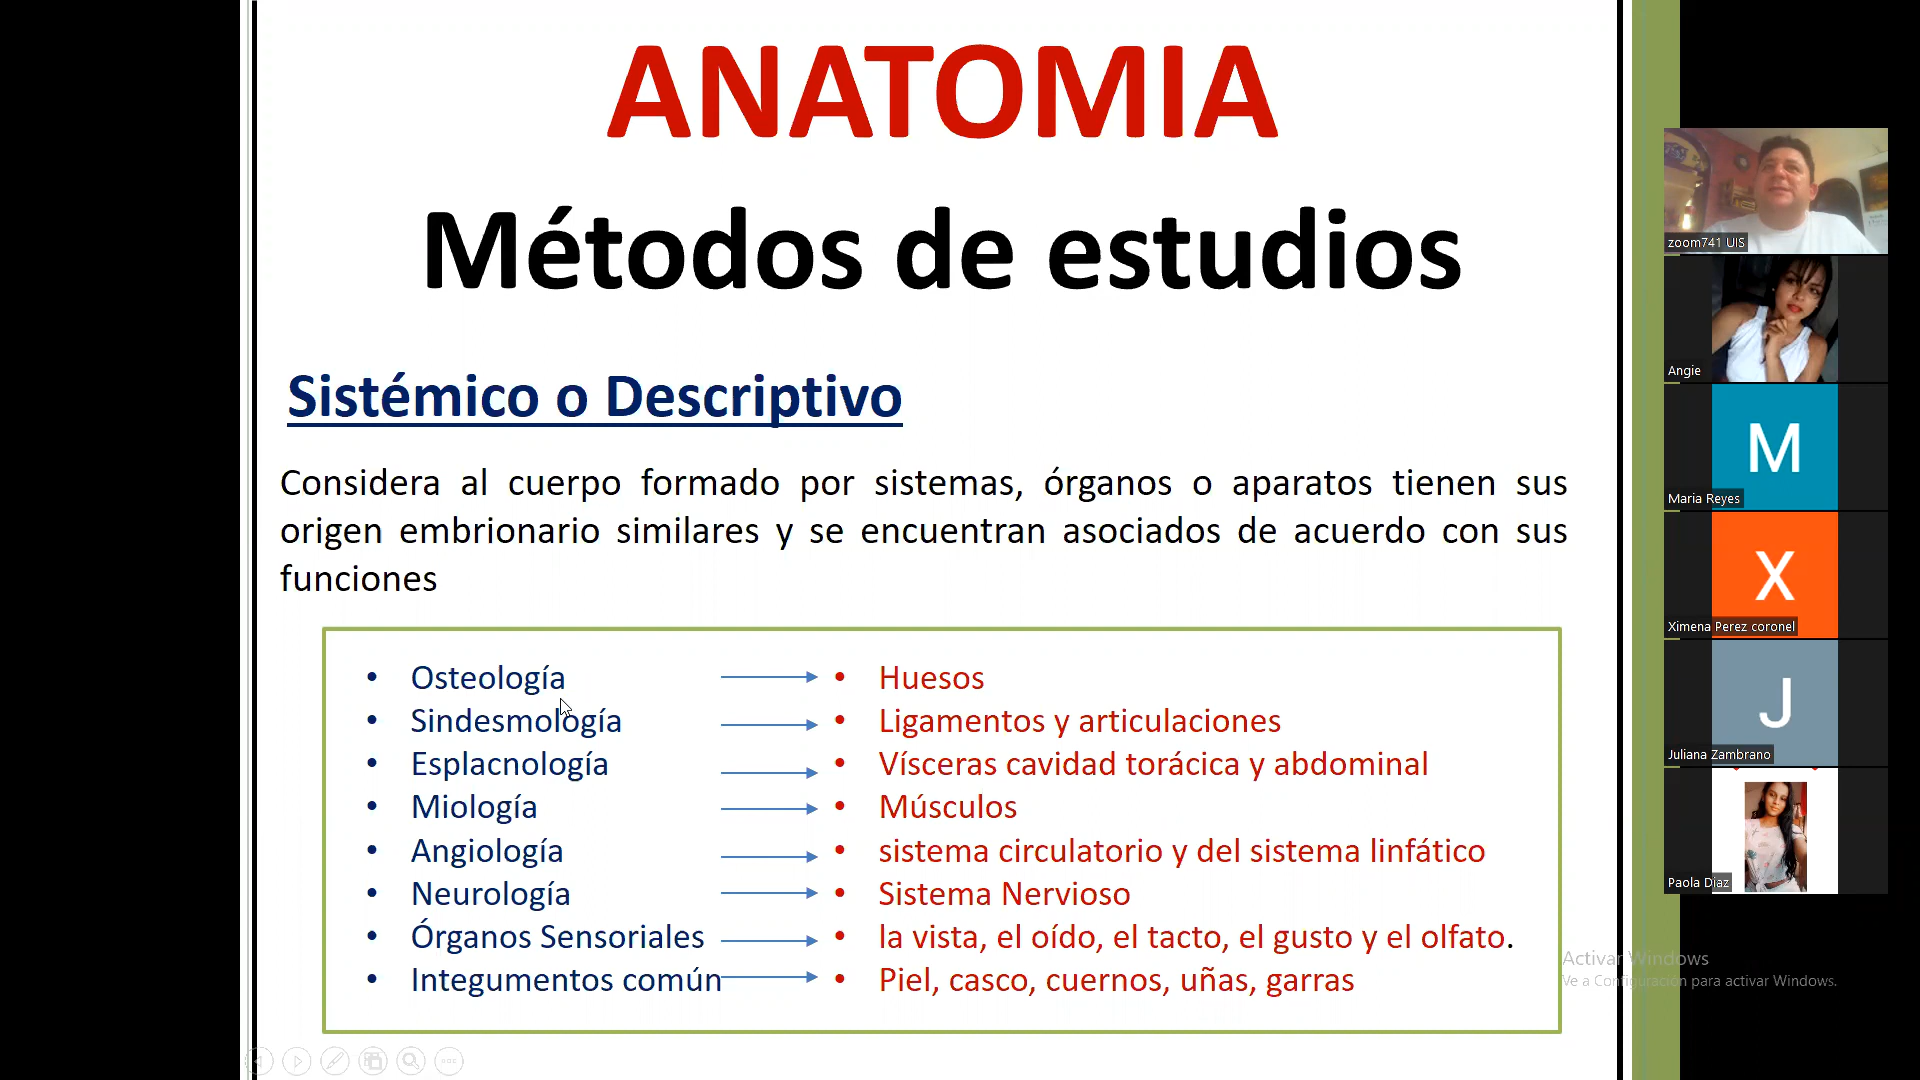 ANATOMIA
Métodos de estudios
Sistémico o Descriptivo
Considera al cuerpo formado por sistemas, órganos o aparatos tienen sus
origen embrionario similares y se encuentran asociados de acuerdo con sus
funciones
• Osteología • Huesos
• Sindesmología • Ligamentos y articulaciones
• Esplacnología • Vísceras cavidad torácica y abdominal
• Miología • Músculos
• Angiología • sistema circulatorio y del sistema linfático
• Neurología • Sistema Nervioso
• Órganos Sensoriales • la vista, el oído, el tacto, el gusto y el olfato.
• Integumentos común • Piel, casco, cuernos, uñas, garras
zoom741 UIS
Angie
M
Maria Reyes
X
Ximena Perez coronel
J
Juliana Zambrano
Paola Diaz
Activar Windows
Ve a Configuración para activar Windows.